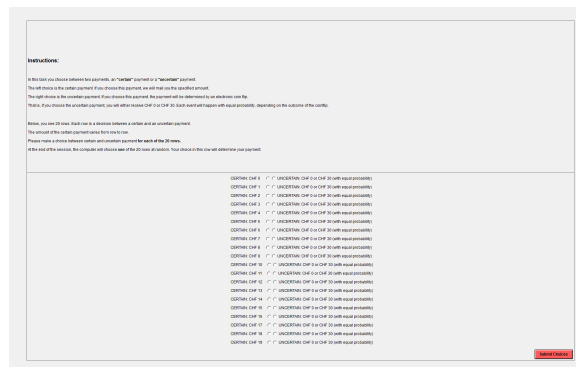 Instructions:
In this task you choose between two payments, an "certain" payment or a "uncertain" payment.
The left choice is the certain payment. If you choose this payment, we will mail you the specified amount.
The right choice is the uncertain payment. If you choose this payment, the payment will be determined by an electronic coin flip.
That is, if you choose the uncertain payment, you will either receive CHF 0 or CHF 30. Each event will happen with equal probability, depending on the outcome of the coinflip.
Below, you see 20 rows. Each row is a decision between a certain and an uncertain payment.
The amount of the certain payment varies from row to row.
Please make a choice between certain and uncertain payment for each of the 20 rows.
At the end of the session, the computer will choose one of the 20 rows at random. Your choice in this row will determine your payment.
CERTAIN: CHF 0 UNCERTAIN: CHF 0 or CHF 30 (with equal probability)
CERTAIN: CHF 1 UNCERTAIN: CHF 0 or CHF 30 (with equal probability)
CERTAIN: CHF 2 UNCERTAIN: CHF 0 or CHF 30 (with equal probability)
CERTAIN: CHF 3 UNCERTAIN: CHF 0 or CHF 30 (with equal probability)
CERTAIN: CHF 4 UNCERTAIN: CHF 0 or CHF 30 (with equal probability)
CERTAIN: CHF 5 UNCERTAIN: CHF 0 or CHF 30 (with equal probability)
CERTAIN: CHF 6 UNCERTAIN: CHF 0 or CHF 30 (with equal probability)
CERTAIN: CHF 7 UNCERTAIN: CHF 0 or CHF 30 (with equal probability)
CERTAIN: CHF 8 UNCERTAIN: CHF 0 or CHF 30 (with equal probability)
CERTAIN: CHF 9 UNCERTAIN: CHF 0 or CHF 30 (with equal probability)
CERTAIN: CHF 10 UNCERTAIN: CHF 0 or CHF 30 (with equal probability)
CERTAIN: CHF 11 UNCERTAIN: CHF 0 or CHF 30 (with equal probability)
CERTAIN: CHF 12 UNCERTAIN: CHF 0 or CHF 30 (with equal probability)
CERTAIN: CHF 13 UNCERTAIN: CHF 0 or CHF 30 (with equal probability)
CERTAIN: CHF 14 UNCERTAIN: CHF 0 or CHF 30 (with equal probability)
CERTAIN: CHF 15 UNCERTAIN: CHF 0 or CHF 30 (with equal probability)
CERTAIN: CHF 16 UNCERTAIN: CHF 0 or CHF 30 (with equal probability)
CERTAIN: CHF 17 UNCERTAIN: CHF 0 or CHF 30 (with equal probability)
CERTAIN: CHF 18 UNCERTAIN: CHF 0 or CHF 30 (with equal probability)
CERTAIN: CHF 19 UNCERTAIN: CHF 0 or CHF 30 (with equal probability)
Submit Choices